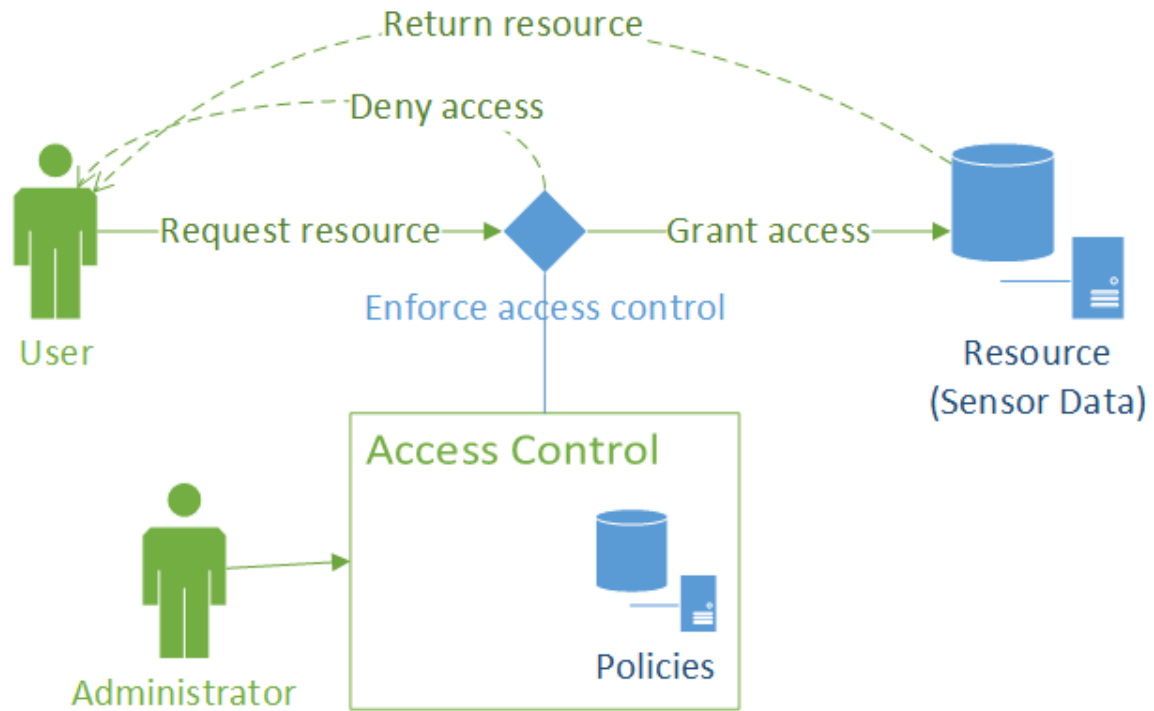 Return resource
Deny access
Request resource
Grant access
Enforce access control
User
Resource
(Sensor Data)
Access Control
Policies
Administrator